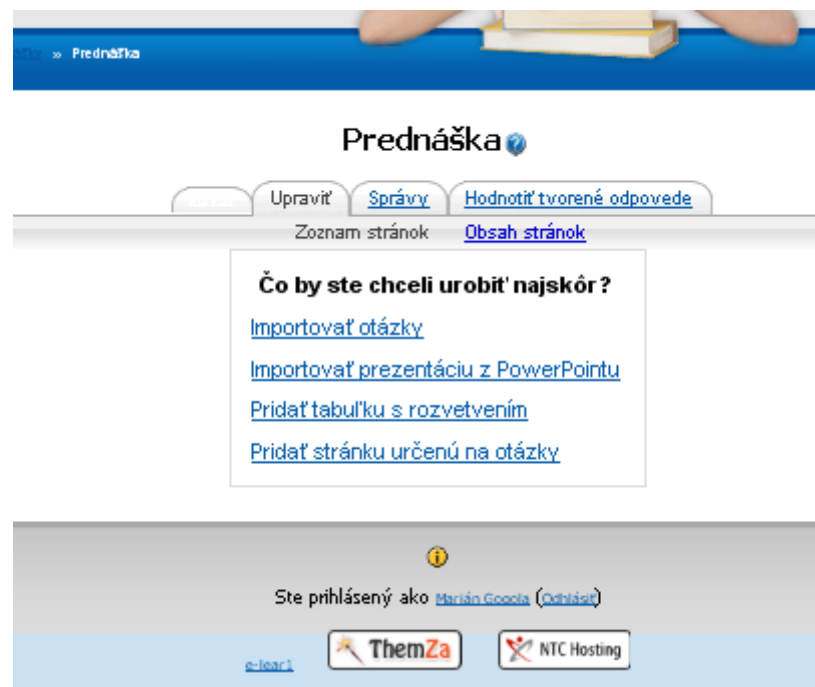 » Prednáška
Prednáška
Upraviť Správy Hodnotiť tvorené odpovede
Zoznam stránok Obsah stránok
Čo by ste chceli urobiť najskôr?
Importovať otázky
Importovať prezentáciu z PowerPointu
Pridať tabuľku s rozvetvením
Pridať stránku určenú na otázky
Ste prihlásený ako Marián Gogola (Odhlásiť)
e-lear1 ThemZa NTC Hosting